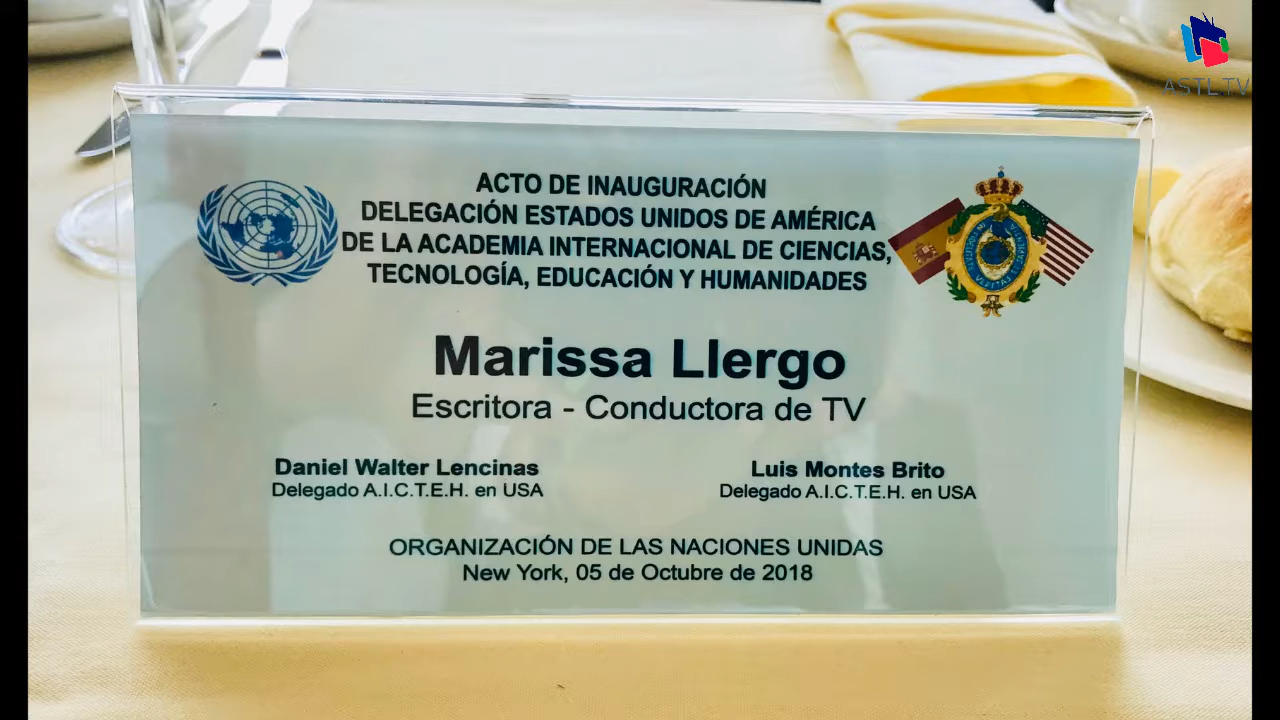 ASTL.TV
ACTO DE INAUGURACIÓN
DELEGACIÓN ESTADOS UNIDOS DE AMÉRICA
DE LA ACADEMIA INTERNACIONAL DE CIENCIAS,
TECNOLOGÍA, EDUCACIÓN Y HUMANIDADES
Marissa Llergo
Escritora - Conductora de TV
Daniel Walter Lencinas
Delegado A.I.C.T.E.H. en USA
Luis Montes Brito
Delegado A.I.C.T.E.H. en USA
ORGANIZACIÓN DE LAS NACIONES UNIDAS
New York, 05 de Octubre de 2018